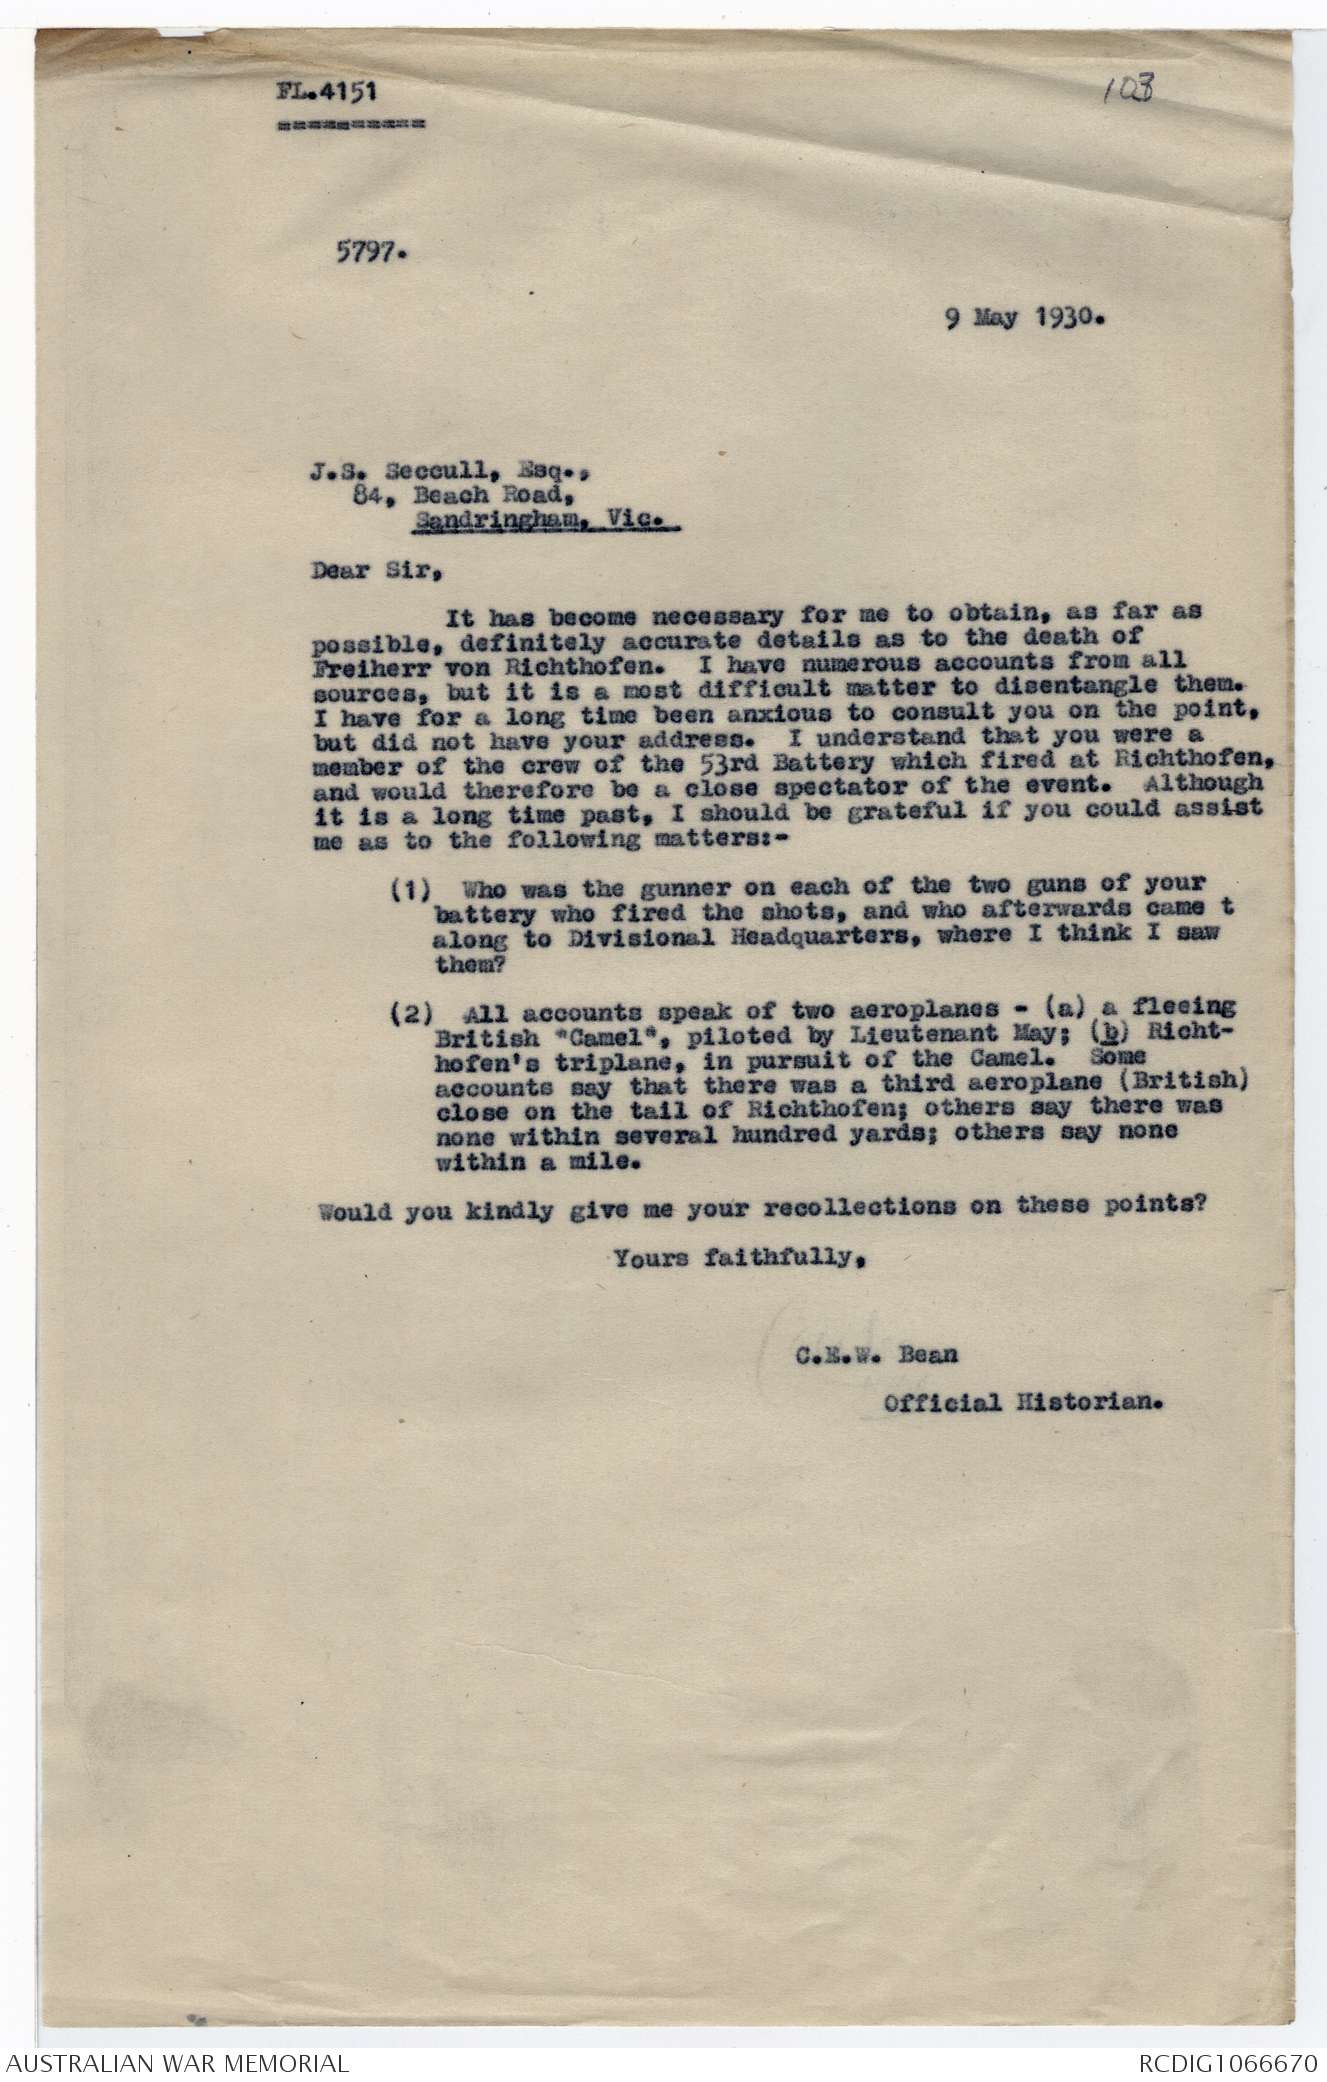 FL.4151
==========
103
5797.
9 May 1930.
J.S. Seccull, Esq.,
84, Beach Road,
Sandringham, Vic.
Dear Sir,
It has become necessary for me to obtain, as far as
possible, definitely accurate details as to the death of
Freiherr von Richthofen. I have numerous accounts from all
sources, but it is a most difficult matter to disentangle them.
I have for a long time been anxious to consult you on the point,
but did not have your address. I understand that you were a
member of the crew of the 53rd Battery which fired at Richthofen,
and would therefore be a close spectator of the event. Although
it is a long time past, I should be grateful if you could assist
me as to the following matters:-
(1) Who was the gunner on each of the two guns of your
battery who fired the shots, and who afterwards came t
along to Divisional Headquarters, where I think I saw
them?
(2) All accounts speak of two aeroplanes - (a) a fleeing
British "Camel", piloted by Lieutenant May; (b) Richt-
hofen's triplane, in pursuit of the Camel. Some
accounts say that there was a third aeroplane (British)
close on the tail of Richthofen; others say there was
none within several hundred yards; others say none
within a mile.
Would you kindly give me your recollections on these points?
Yours faithfully,
C.E.W. Bean
Official Historian.
AUSTRALIAN WAR MEMORIAL
RCDIG1066670